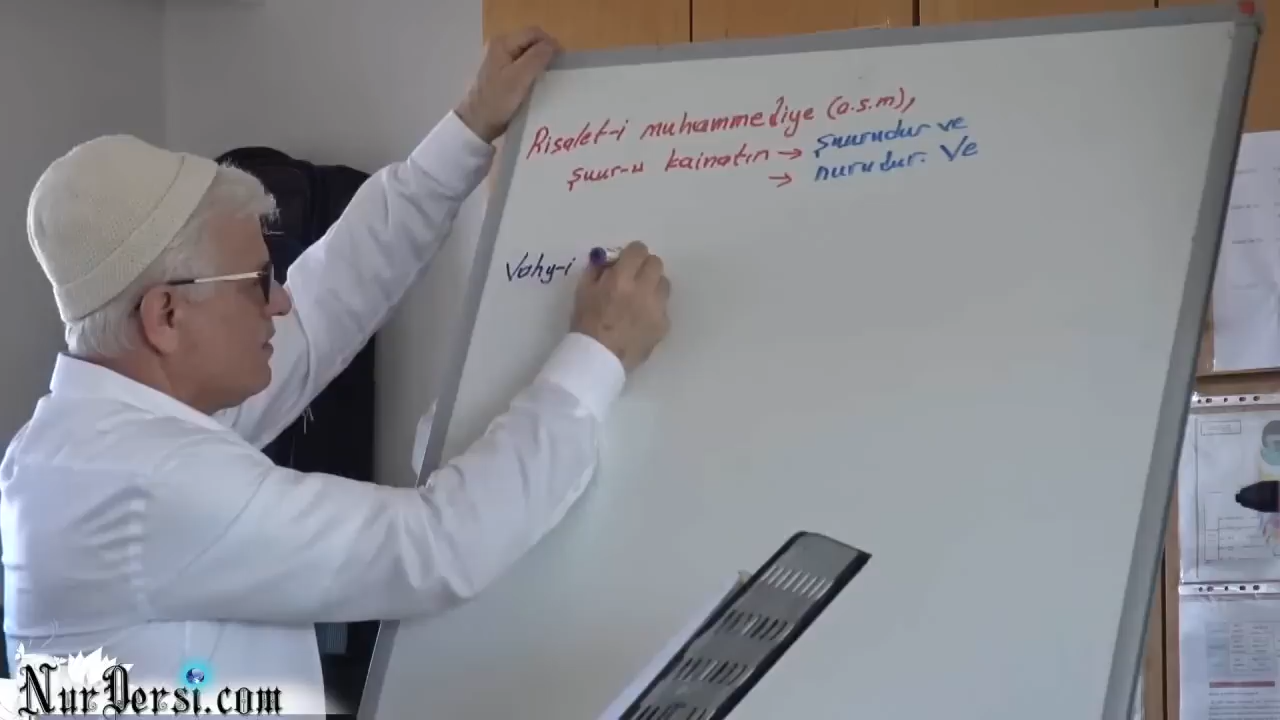 Risalet-i muhammediye (a.s.m),
şuur-u kainatın → şuurudur ve
→ nurudur. Ve
Vahy-i
NurDersi.com